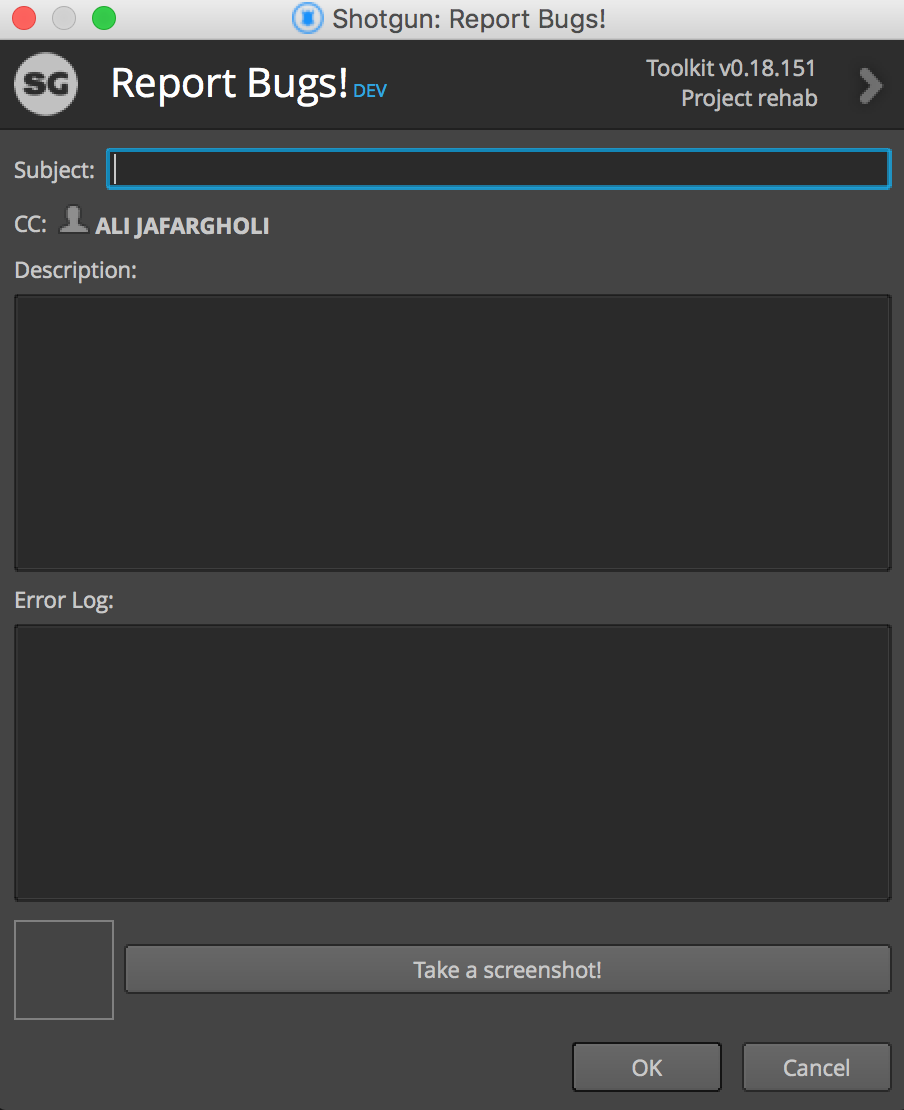 Shotgun: Report Bugs!
SG
Report Bugs! DEV
Toolkit v0.18.151
Project rehab
Subject:
CC: ALI JAFARGHOLI
Description:
Error Log:
Take a screenshot!
OK
Cancel